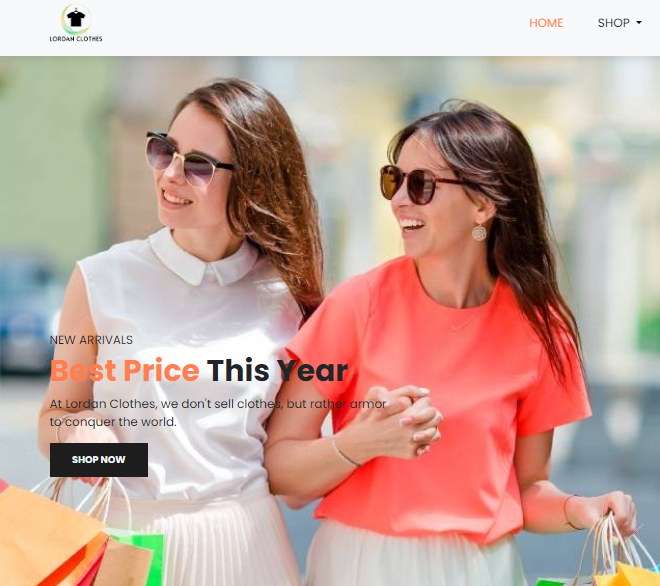 LORDAN CLOTHES
HOME SHOP
NEW ARRIVALS
Best Price This Year
At Lordan Clothes, we don't sell clothes, but rather armor
to conquer the world.
SHOP NOW